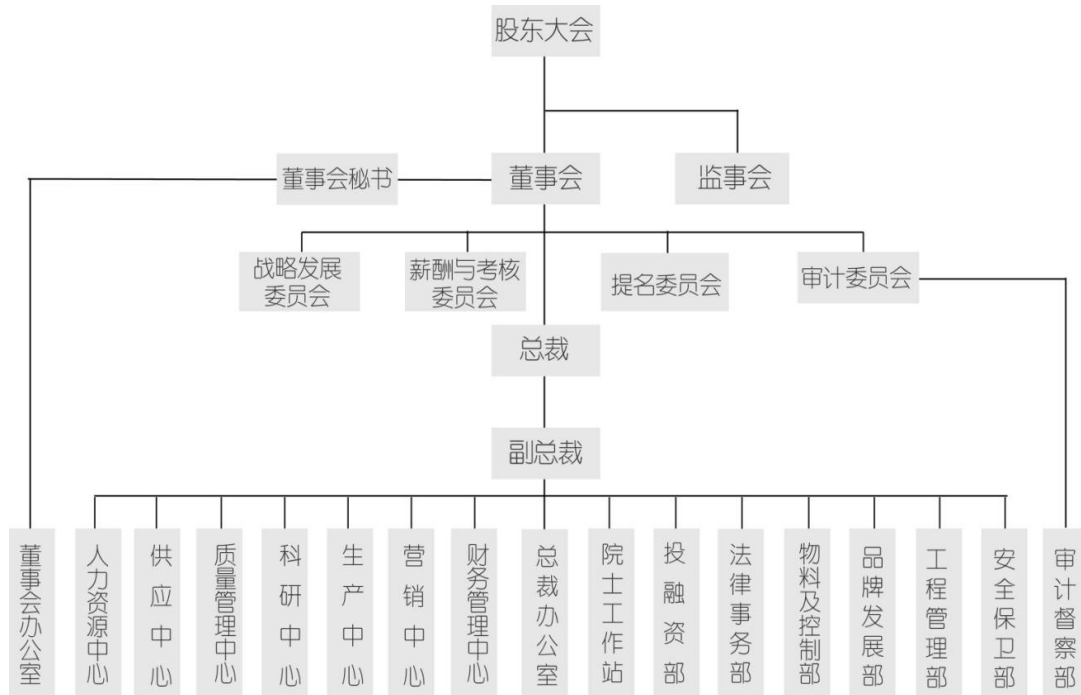 股东大会
董事会秘书
董事会
监事会
战略发展
委员会
薪酬与考核
委员会
提名委员会
审计委员会
总裁
副总裁
董事会办公室
人力资源中心
供应中心
质量管理中心
科研中心
生产中心
营销中心
财务管理中心
总裁办公室
院士工作站
投融资部
法律事务部
物料及控制部
品牌发展部
工程管理部
安全保卫部
审计督察部